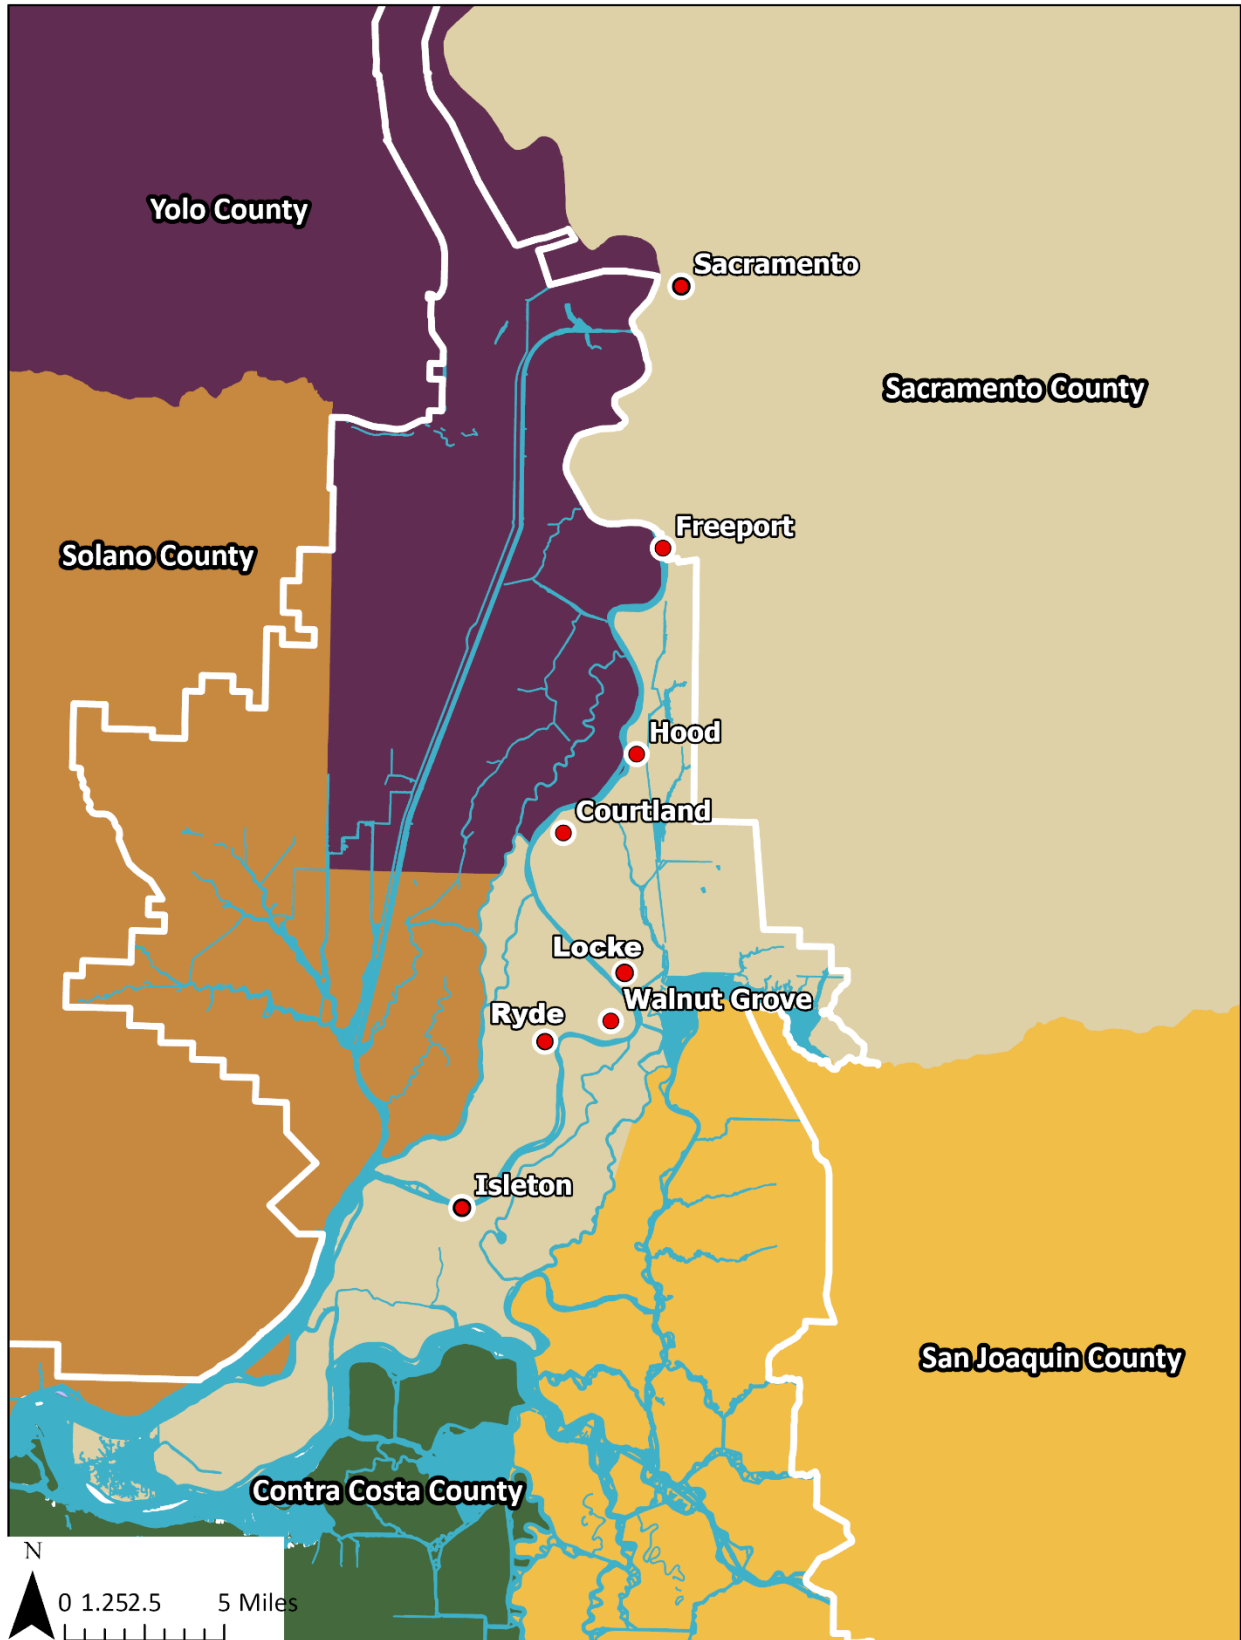 Yolo County
Sacramento
Sacramento County
Freeport
Solano County
Hood
Courtland
Locke
Walnut Grove
Ryde
Isleton
San Joaquin County
Contra Costa County
N
0 1.252.5 5 Miles